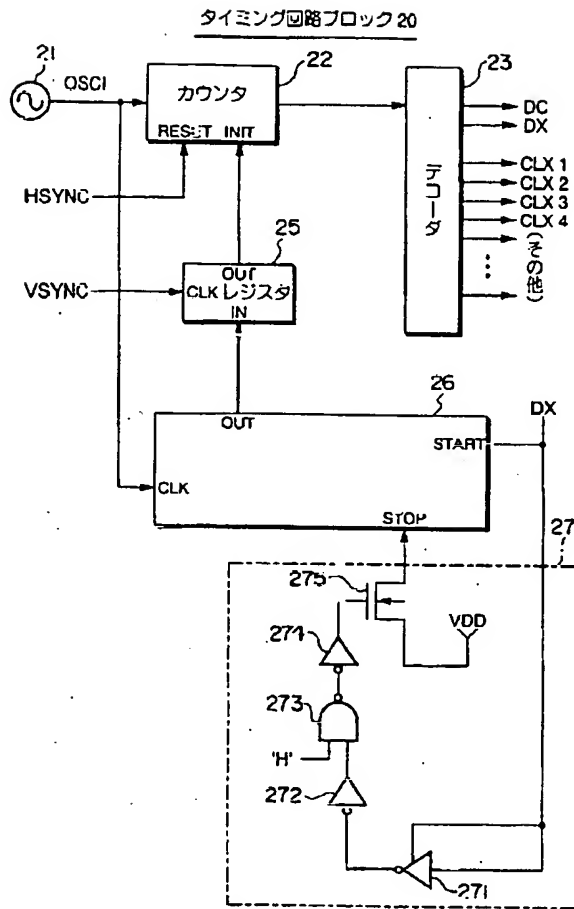 タイミング回路ブロック 20
21
OSCI
22
カウンタ
RESET INIT
23
デコーダ
DC
DX
CLX 1
CLX 2
CLX 3
CLX 4
(その他)
HSYNC
25
OUT
CLK レジスタ
IN
VSYNC
26
OUT
START
CLK
STOP
DX
27
275
VDD
274
273
'H'
272
271